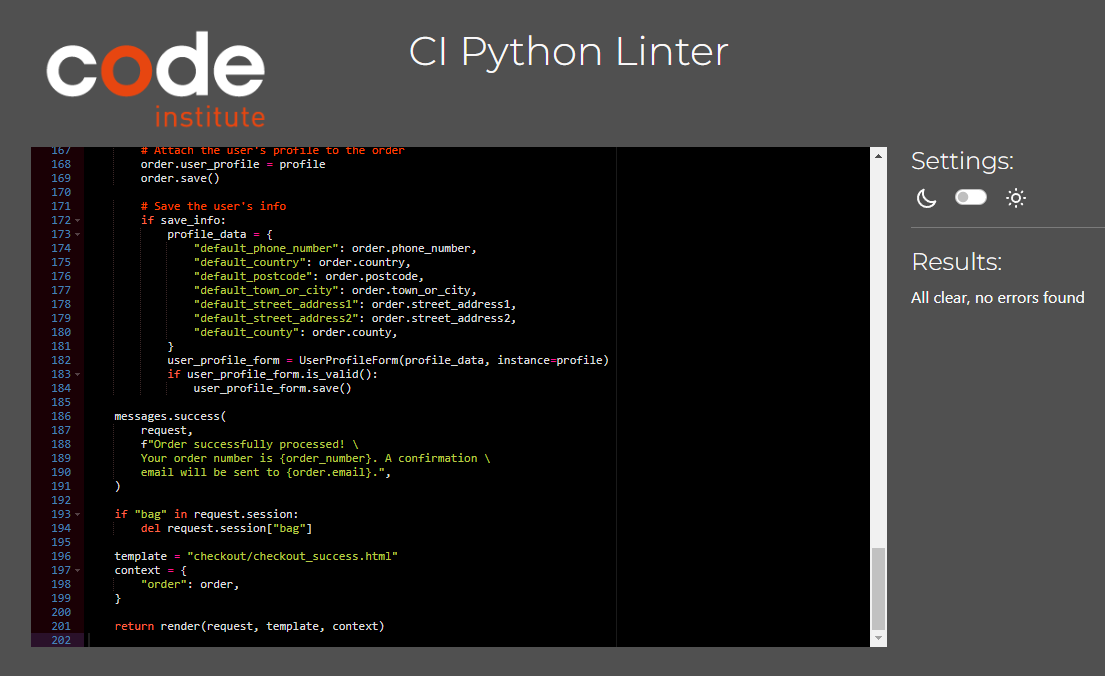 code
institute
CI Python Linter
167 # Attach the user's profile to the order
168 order.user_profile = profile
169 order.save()
170
171 # Save the user's info
172 if save_info:
173 profile_data = {
174 "default_phone_number": order.phone_number,
175 "default_country": order.country,
176 "default_postcode": order.postcode,
177 "default_town_or_city": order.town_or_city,
178 "default_street_address1": order.street_address1,
179 "default_street_address2": order.street_address2,
180 "default_county": order.county,
181 }
182 user_profile_form = UserProfileForm(profile_data, instance=profile)
183 if user_profile_form.is_valid():
184 user_profile_form.save()
185
186 messages.success(
187 request,
188 f"Order successfully processed! \
189 Your order number is {order_number}. A confirmation \
190 email will be sent to {order.email}.",
191 )
192
193 if "bag" in request.session:
194 del request.session["bag"]
195
196 template = "checkout/checkout_success.html"
197 context = {
198 "order": order,
199 }
200
201 return render(request, template, context)
202
Settings:
Results:
All clear, no errors found